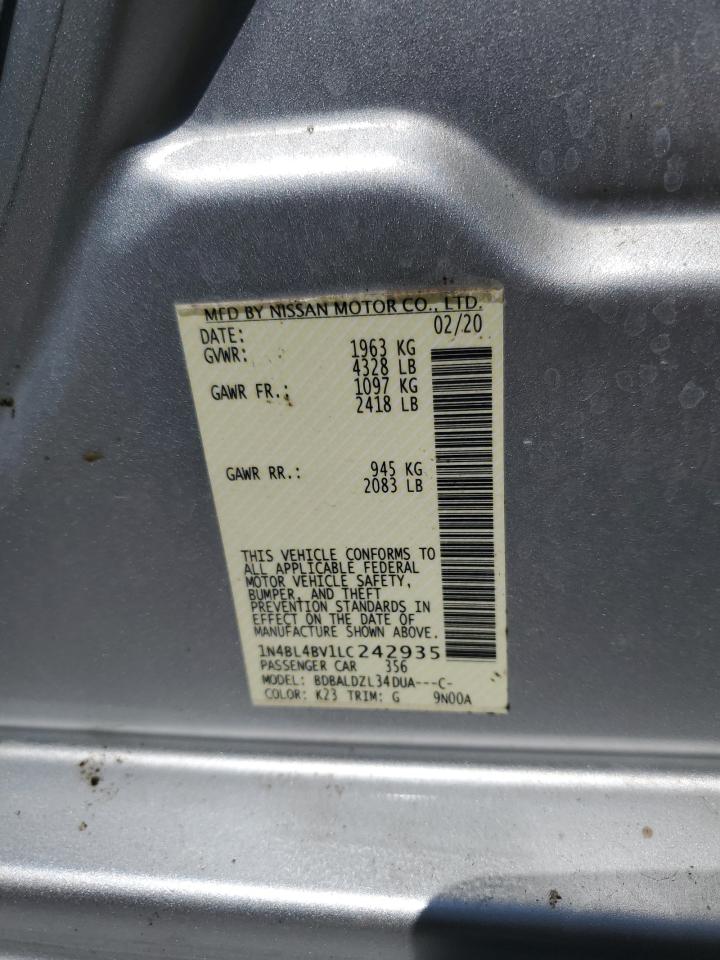 MFD BY NISSAN MOTOR CO., LTD.
DATE: 02/20
GVWR: 1963 KG
4328 LB
GAWR FR.: 1097 KG
2418 LB
GAWR RR.: 945 KG
2083 LB
THIS VEHICLE CONFORMS TO
ALL APPLICABLE FEDERAL
MOTOR VEHICLE SAFETY,
BUMPER, AND THEFT
PREVENTION STANDARDS IN
EFFECT ON THE DATE OF
MANUFACTURE SHOWN ABOVE.
1N4BL4BV1LC242935
PASSENGER CAR 356
MODEL: BDBALDZL34DUA---C-
COLOR: K23 TRIM: G 9N00A